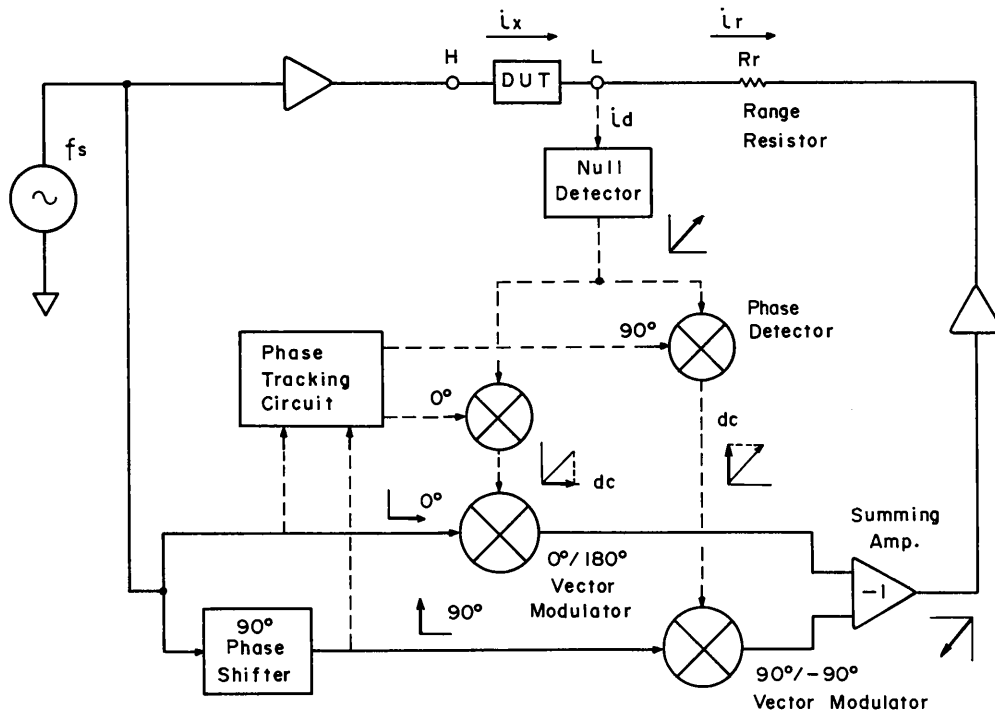 ix
ir
H
DUT
L
Rr
id
Range
Resistor
fs
Null
Detector
Phase
Detector
90°
Phase
Tracking
Circuit
0°
dc
dc
0°
Summing
Amp.
0°/180°
Vector
Modulator
-1
90°
90°
Phase
Shifter
90°/-90°
Vector Modulator